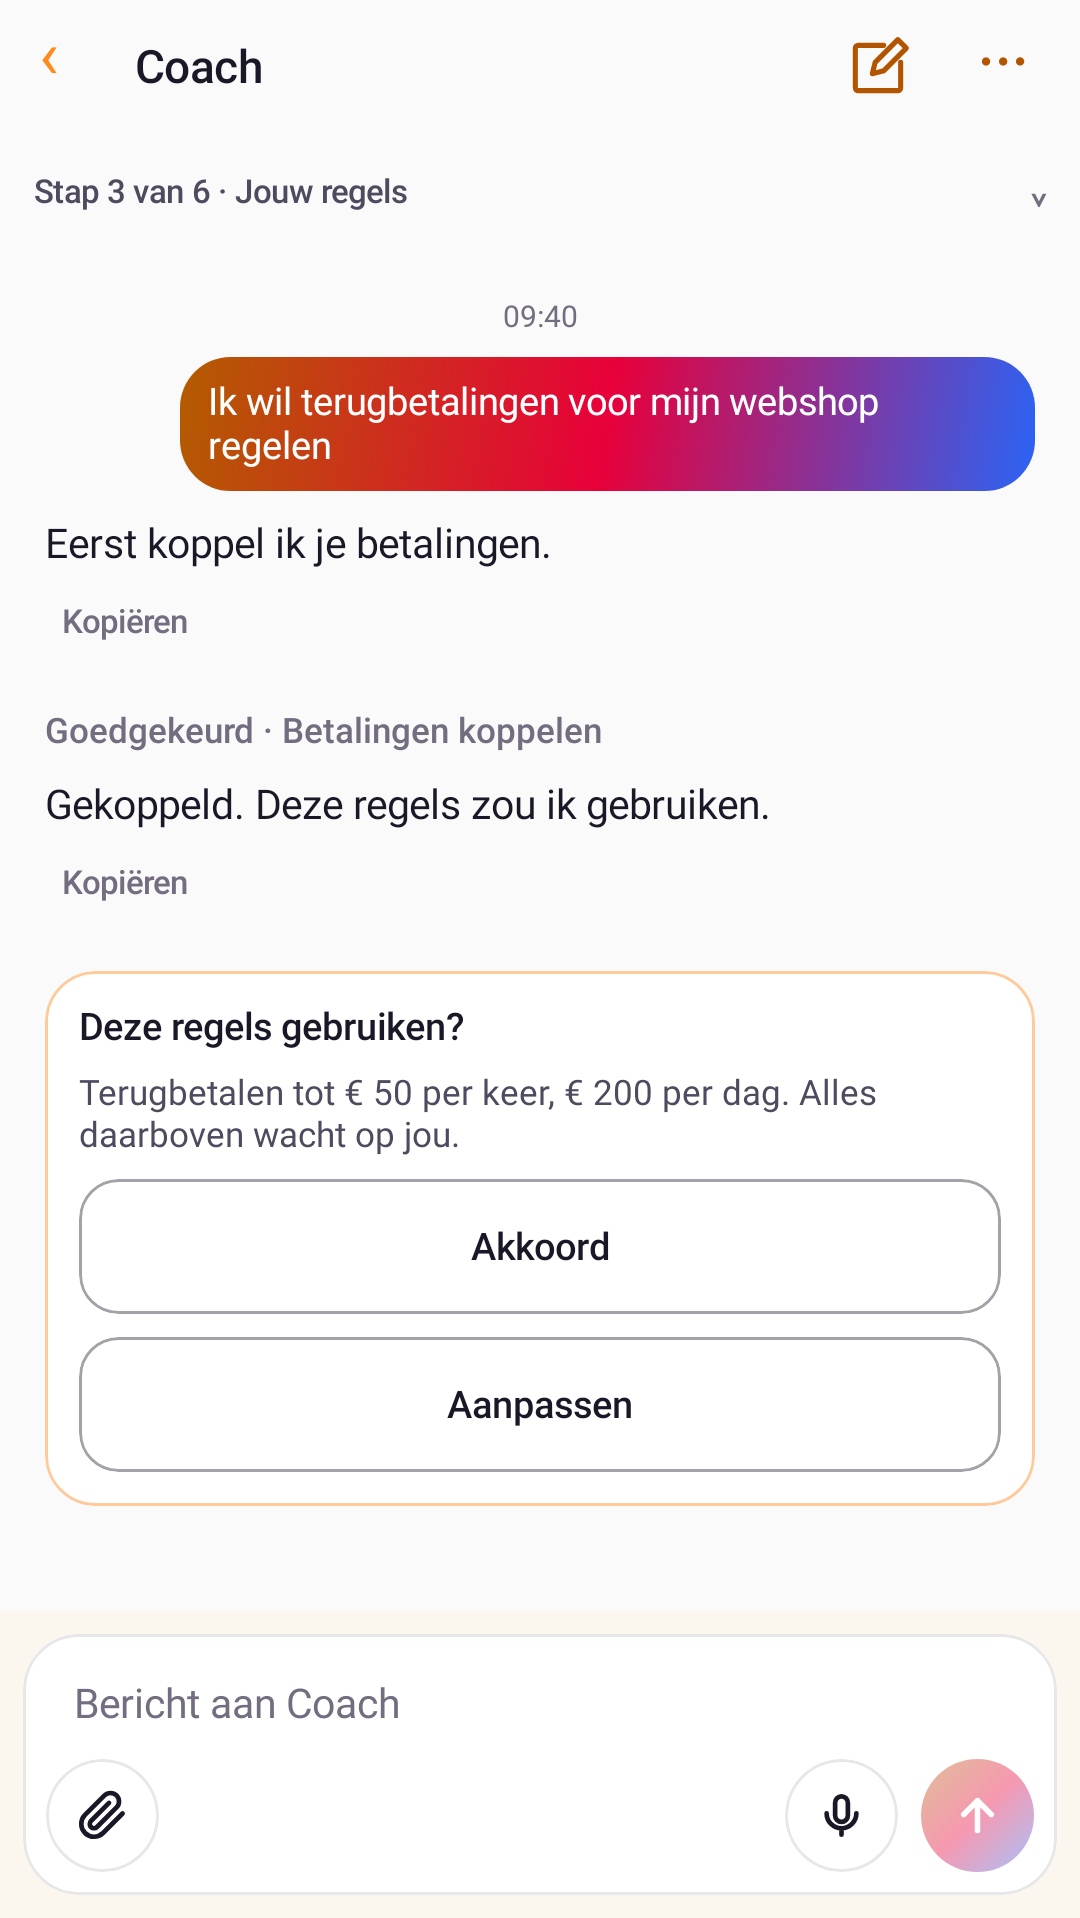 Coach
Stap 3 van 6 · Jouw regels
09:40
Ik wil terugbetalingen voor mijn webshop
regelen
Eerst koppel ik je betalingen.
Kopiëren
Goedgekeurd · Betalingen koppelen
Gekoppeld. Deze regels zou ik gebruiken.
Kopiëren
Deze regels gebruiken?
Terugbetalen tot € 50 per keer, € 200 per dag. Alles
daarboven wacht op jou.
Akkoord
Aanpassen
Bericht aan Coach